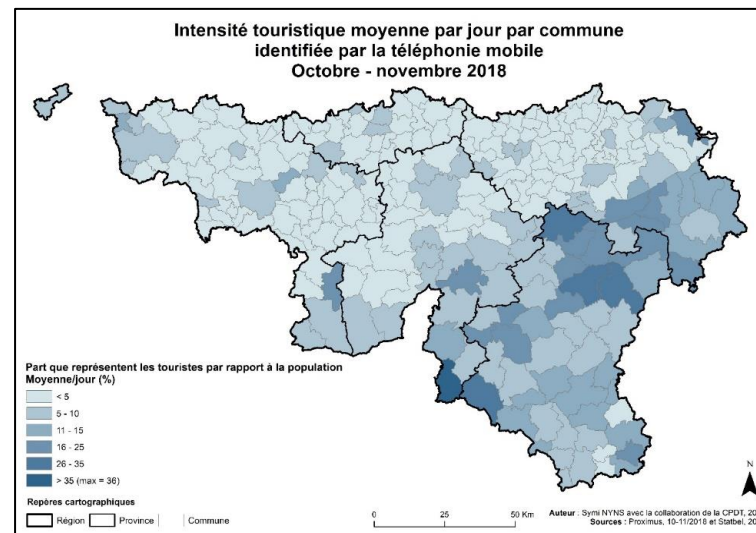 Intensité touristique moyenne par jour par commune
identifiée par la téléphonie mobile
Octobre - novembre 2018
Part que représentent les touristes par rapport à la population
Moyenne/jour (%)
< 5
5 - 10
11 - 15
16 - 25
26 - 35
> 35 (max = 36)
Repères cartographiques
Région Province Commune
0 25 50 Km
N
Auteur : Symi NYNS avec la collaboration de la CPDT, 20
Sources : Proximus, 10-11/2018 et Statbel, 20